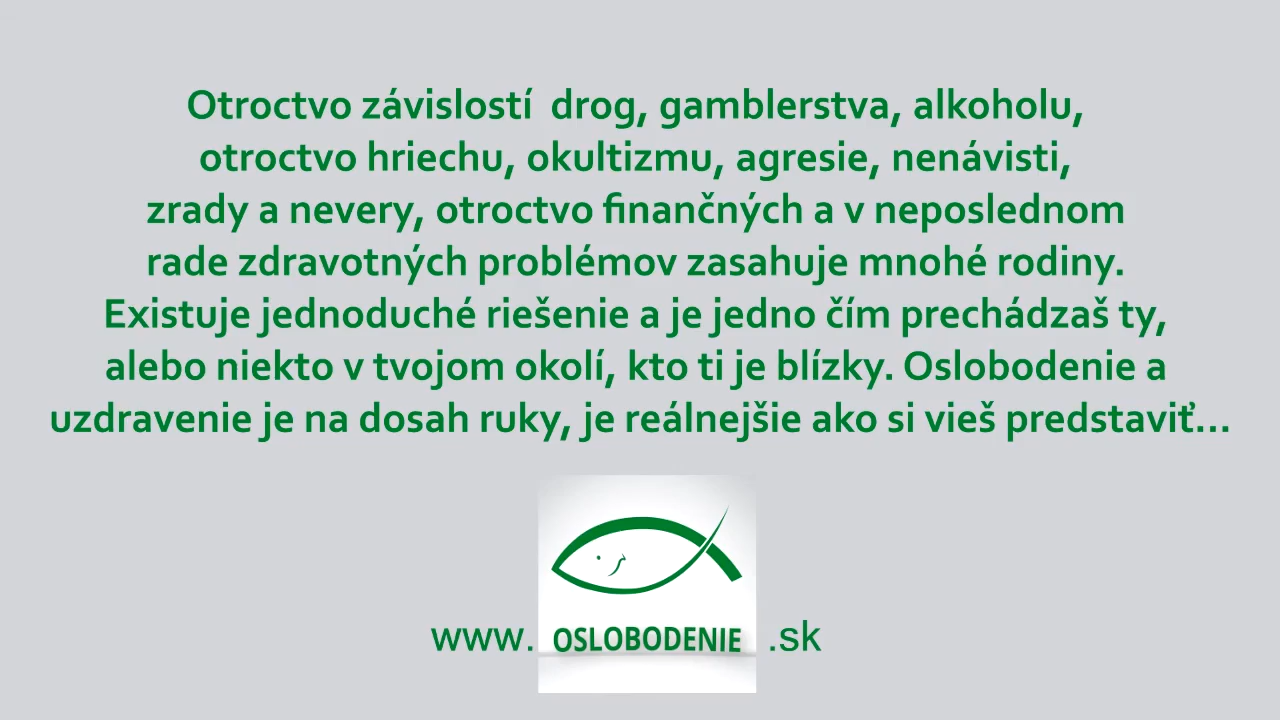 Otroctvo závislostí  drog, gamblerstva, alkoholu,
otroctvo hriechu, okultizmu, agresie, nenávisti,
zrady a nevery, otroctvo finančných a v neposlednom
rade zdravotných problémov zasahuje mnohé rodiny.
Existuje jednoduché riešenie a je jedno čím prechádzaš ty,
alebo niekto v tvojom okolí, kto ti je blízky. Oslobodenie a
uzdravenie je na dosah ruky, je reálnejšie ako si vieš predstaviť...
www. OSLOBODENIE .sk